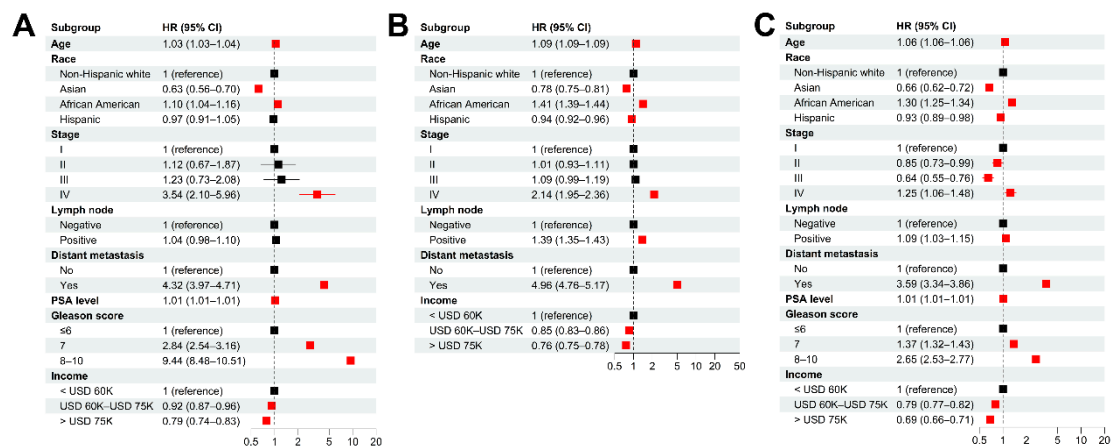 A
Subgroup HR (95% CI)
Age 1.03 (1.03–1.04)
Race
Non-Hispanic white 1 (reference)
Asian 0.63 (0.56–0.70)
African American 1.10 (1.04–1.16)
Hispanic 0.97 (0.91–1.05)
Stage
I 1 (reference)
II 1.12 (0.67–1.87)
III 1.23 (0.73–2.08)
IV 3.54 (2.10–5.96)
Lymph node
Negative 1 (reference)
Positive 1.04 (0.98–1.10)
Distant metastasis
No 1 (reference)
Yes 4.32 (3.97–4.71)
PSA level 1.01 (1.01–1.01)
Gleason score
≤6 1 (reference)
7 2.84 (2.54–3.16)
8–10 9.44 (8.48–10.51)
Income
< USD 60K 1 (reference)
USD 60K–USD 75K 0.92 (0.87–0.96)
> USD 75K 0.79 (0.74–0.83)
0.5 1 2 5 10 20
B
Subgroup HR (95% CI)
Age 1.09 (1.09–1.09)
Race
Non-Hispanic white 1 (reference)
Asian 0.78 (0.75–0.81)
African American 1.41 (1.39–1.44)
Hispanic 0.94 (0.92–0.96)
Stage
I 1 (reference)
II 1.01 (0.93–1.11)
III 1.09 (0.99–1.19)
IV 2.14 (1.95–2.36)
Lymph node
Negative 1 (reference)
Positive 1.39 (1.35–1.43)
Distant metastasis
No 1 (reference)
Yes 4.96 (4.76–5.17)
Income
< USD 60K 1 (reference)
USD 60K–USD 75K 0.85 (0.83–0.86)
> USD 75K 0.76 (0.75–0.78)
0.5 1 2 5 10 20 50
C
Subgroup HR (95% CI)
Age 1.06 (1.06–1.06)
Race
Non-Hispanic white 1 (reference)
Asian 0.66 (0.62–0.72)
African American 1.30 (1.25–1.34)
Hispanic 0.93 (0.89–0.98)
Stage
I 1 (reference)
II 0.85 (0.73–0.99)
III 0.64 (0.55–0.76)
IV 1.25 (1.06–1.48)
Lymph node
Negative 1 (reference)
Positive 1.09 (1.03–1.15)
Distant metastasis
No 1 (reference)
Yes 3.59 (3.34–3.86)
PSA level 1.01 (1.01–1.01)
Gleason score
≤6 1 (reference)
7 1.37 (1.32–1.43)
8–10 2.65 (2.53–2.77)
Income
< USD 60K 1 (reference)
USD 60K–USD 75K 0.79 (0.77–0.82)
> USD 75K 0.69 (0.66–0.71)
0.5 1 2 5 10 20